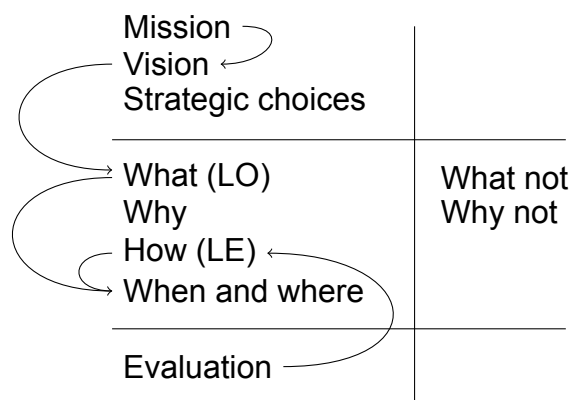 Mission
Vision
Strategic choices
What (LO)
What not
Why
Why not
How (LE)
When and where
Evaluation